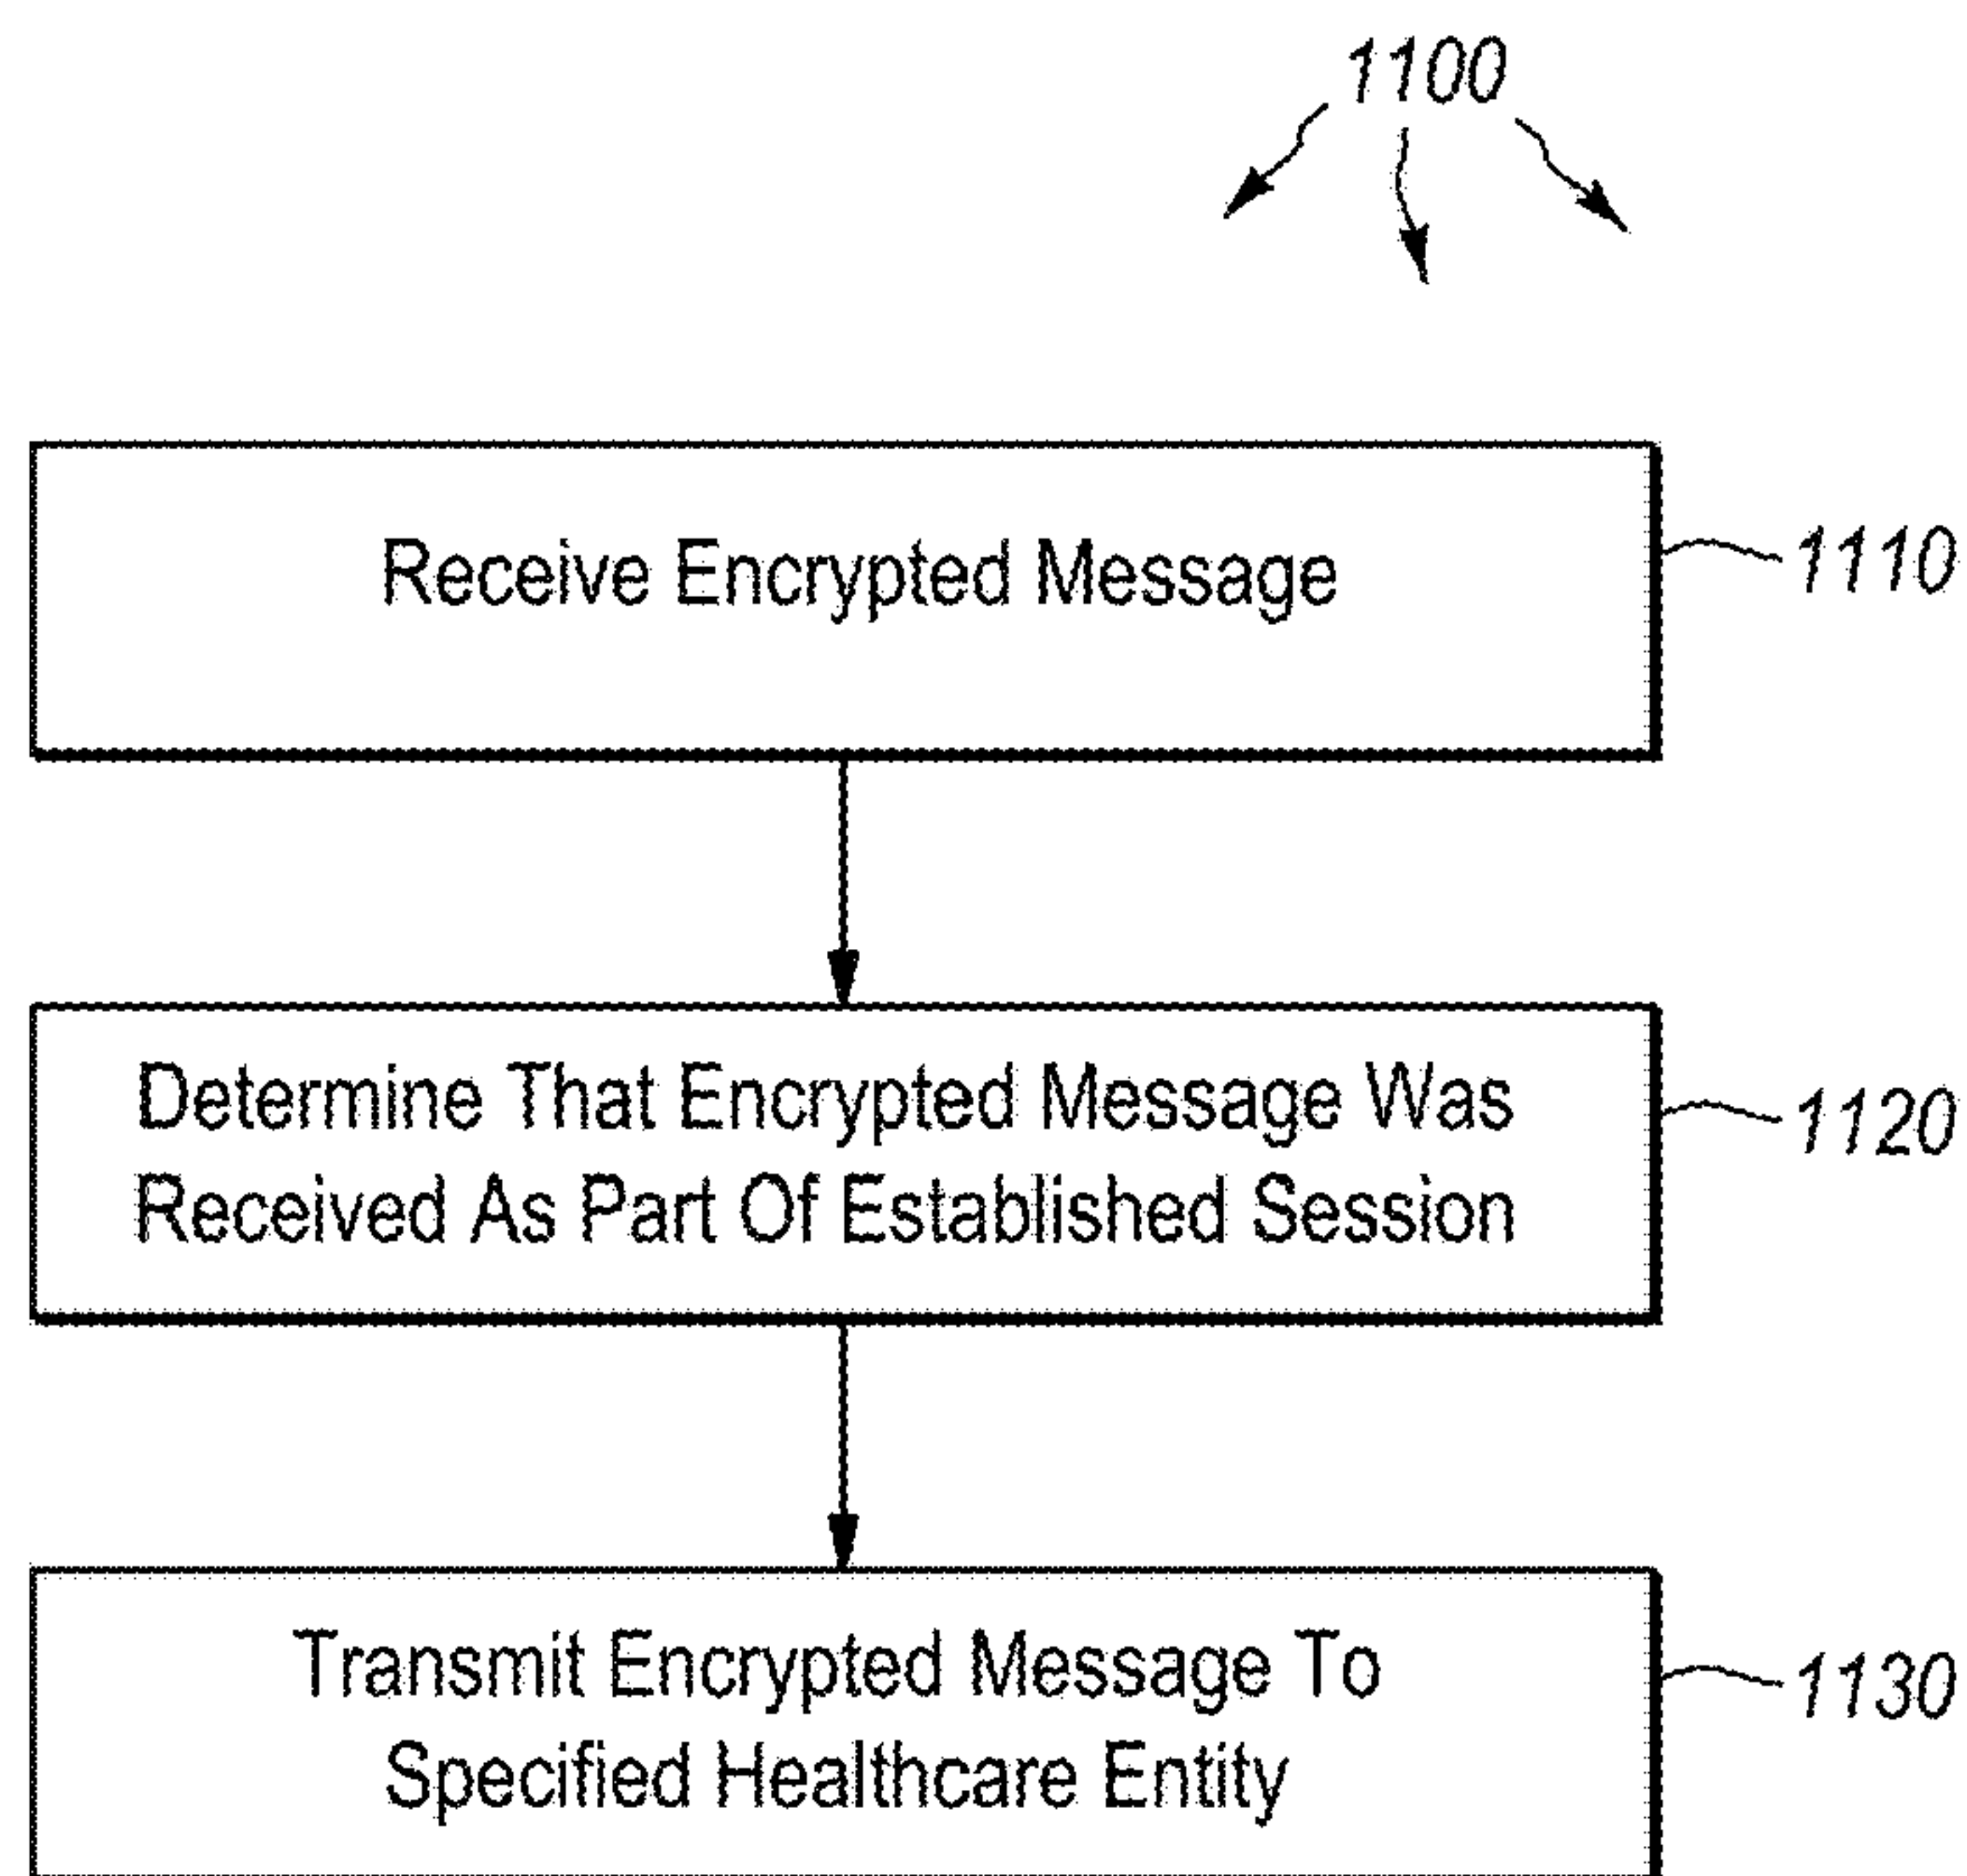 1100
Receive Encrypted Message
1110
Determine That Encrypted Message Was
Received As Part Of Established Session
1120
Transmit Encrypted Message To
Specified Healthcare Entity
1130